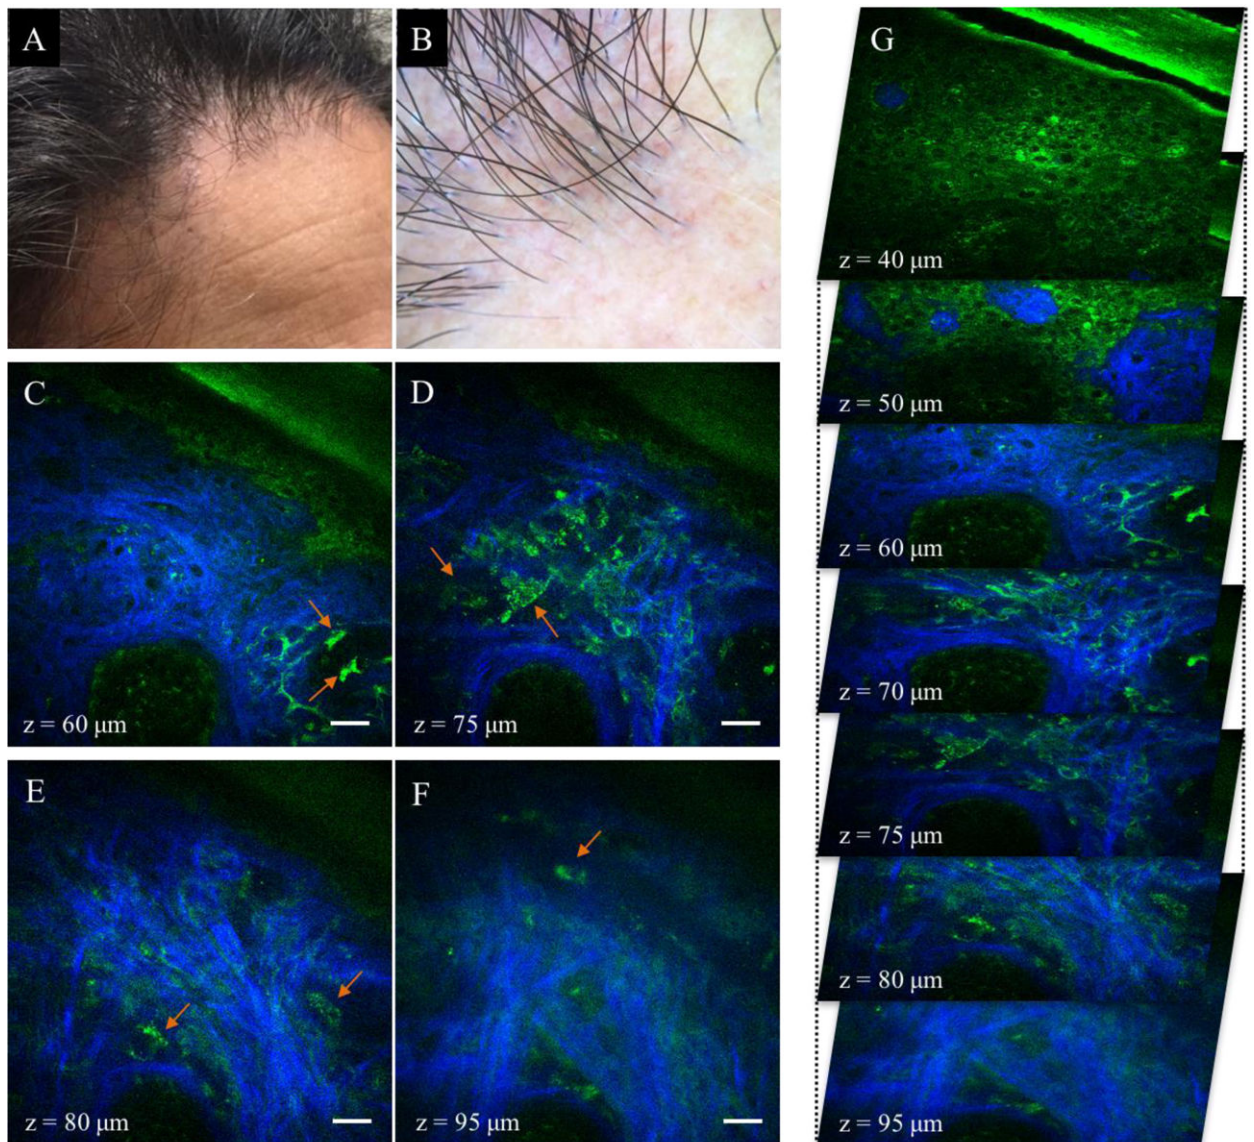 A
B
C
z = 60 μm
D
z = 75 μm
E
z = 80 μm
F
z = 95 μm
G
z = 40 μm
z = 50 μm
z = 60 μm
z = 70 μm
z = 75 μm
z = 80 μm
z = 95 μm